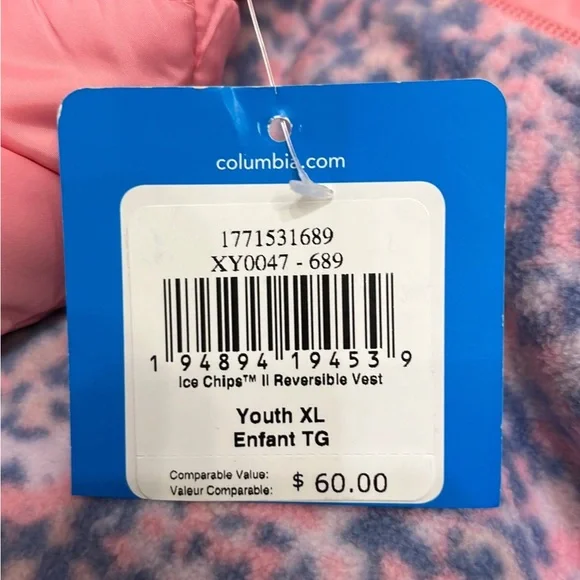 columbia.com
1771531689
XY0047 - 689
1 94894 19453 9
Ice Chips™ II Reversible Vest
Youth XL
Enfant TG
Comparable Value:
Valeur Comparable: $ 60.00